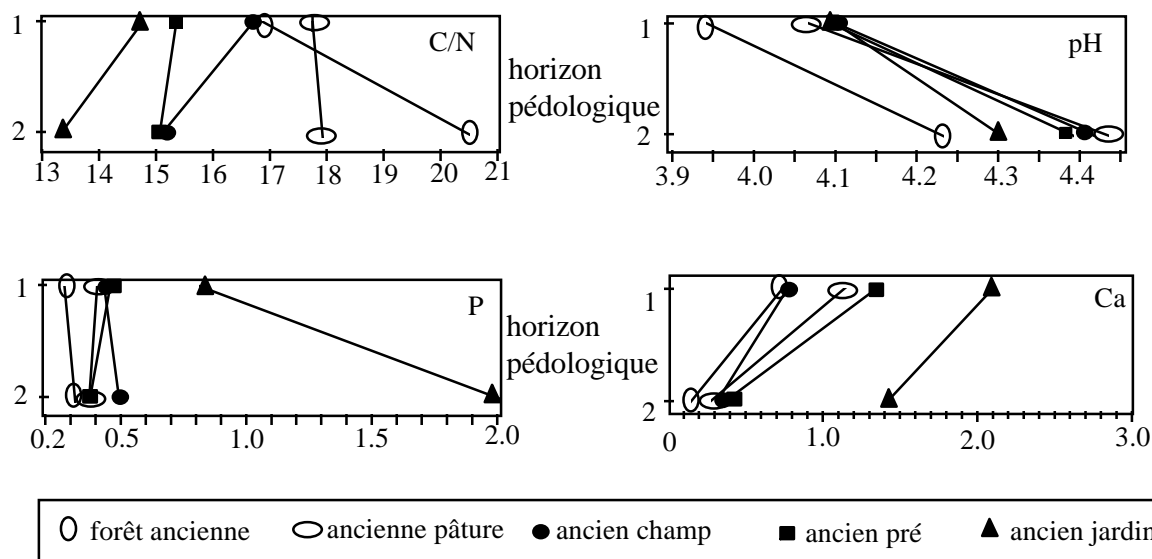 1
C/N
2
13 14 15 16 17 18 19 20 21
horizon
pédologique
1
pH
2
3.9 4.0 4.1 4.2 4.3 4.4
1
P
2
0.2 0.5 1.0 1.5 2.0
horizon
pédologique
1
Ca
2
0 1.0 2.0 3.0
forêt ancienne ancienne pâture ancien champ ancien pré ancien jardin